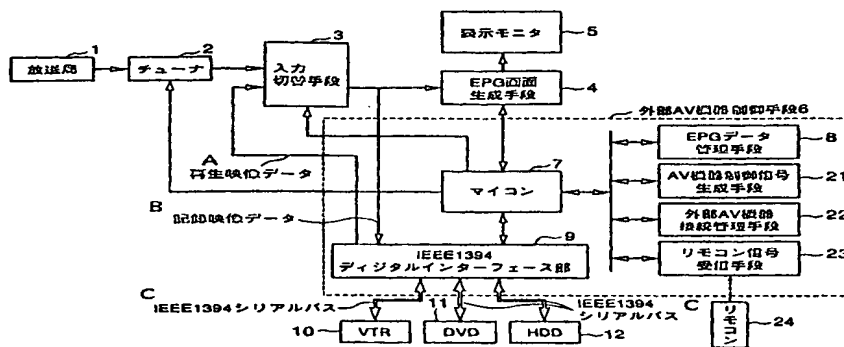 1
放送局
2
チューナ
3
入力
切替手段
表示モニタ
5
EPG画面
生成手段
4
外部AV機器制御手段6
EPGデータ
管理手段
8
AV機器制御信号
生成手段
21
外部AV機器
接続管理手段
22
リモコン信号
受信手段
23
7
マイコン
A
再生映像データ
B
記録映像データ
9
IEEE1394
ディジタルインターフェース部
C
IEEE1394シリアルバス
11
IEEE1394
シリアルバス
C
10
VTR
DVD
HDD
12
リモコン
24